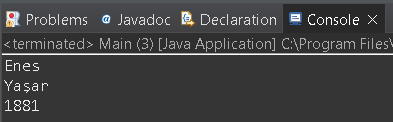 Problems @ Javadoc Declaration Console
<terminated> Main (3) [Java Application] C:\Program Files\
Enes
Yaşar
1881